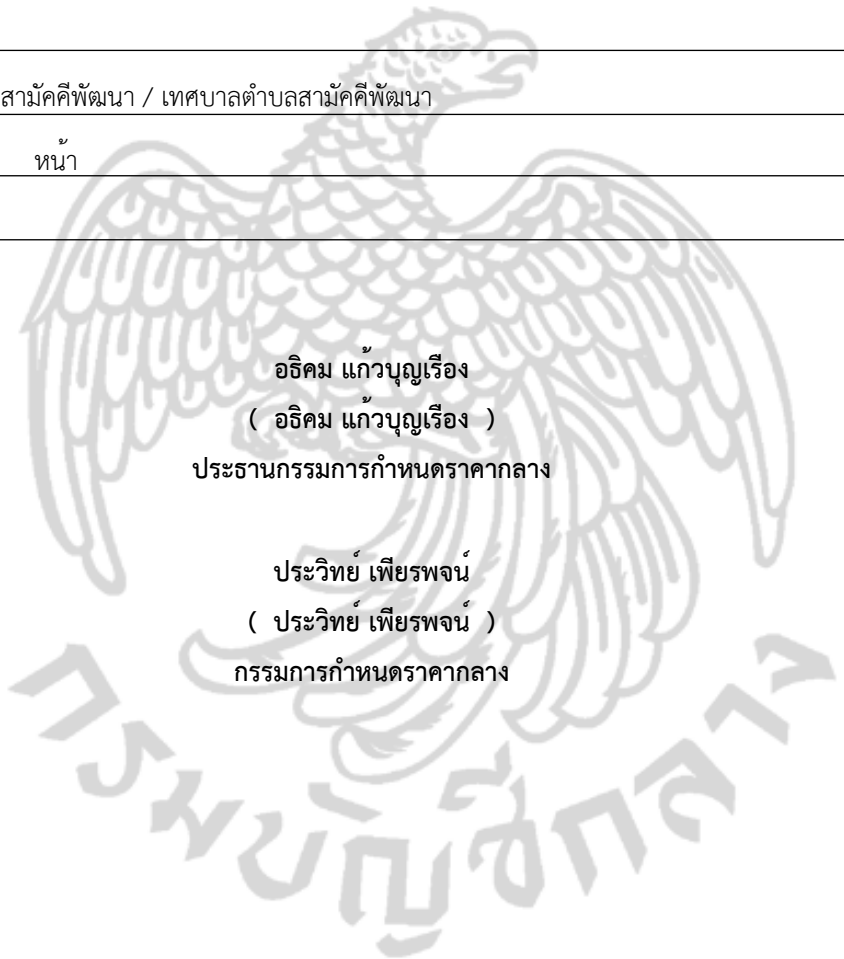 สามัคคีพัฒนา / เทศบาลตำบลสามัคคีพัฒนา
หน้า
อธิคม แก้วบุญเรือง
( อธิคม แก้วบุญเรือง )
ประธานกรรมการกำหนดราคากลาง
ประวิทย์ เพียรพจน์
( ประวิทย์ เพียรพจน์ )
กรรมการกำหนดราคากลาง
กรมบัญชีกลาง